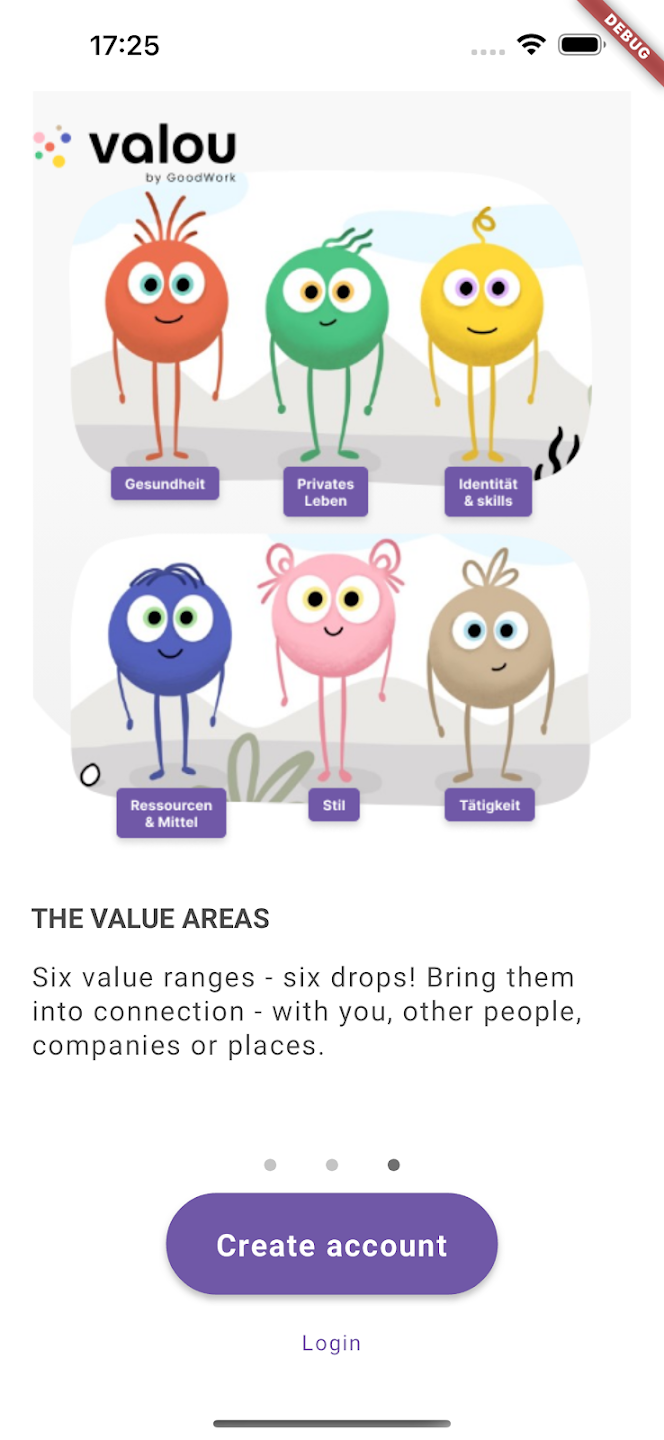 17:25
DEBUG
valou
by GoodWork
Gesundheit
Privates
Leben
Identität
& skills
Ressourcen
& Mittel
Stil
Tätigkeit
THE VALUE AREAS
Six value ranges - six drops! Bring them
into connection - with you, other people,
companies or places.
Create account
Login